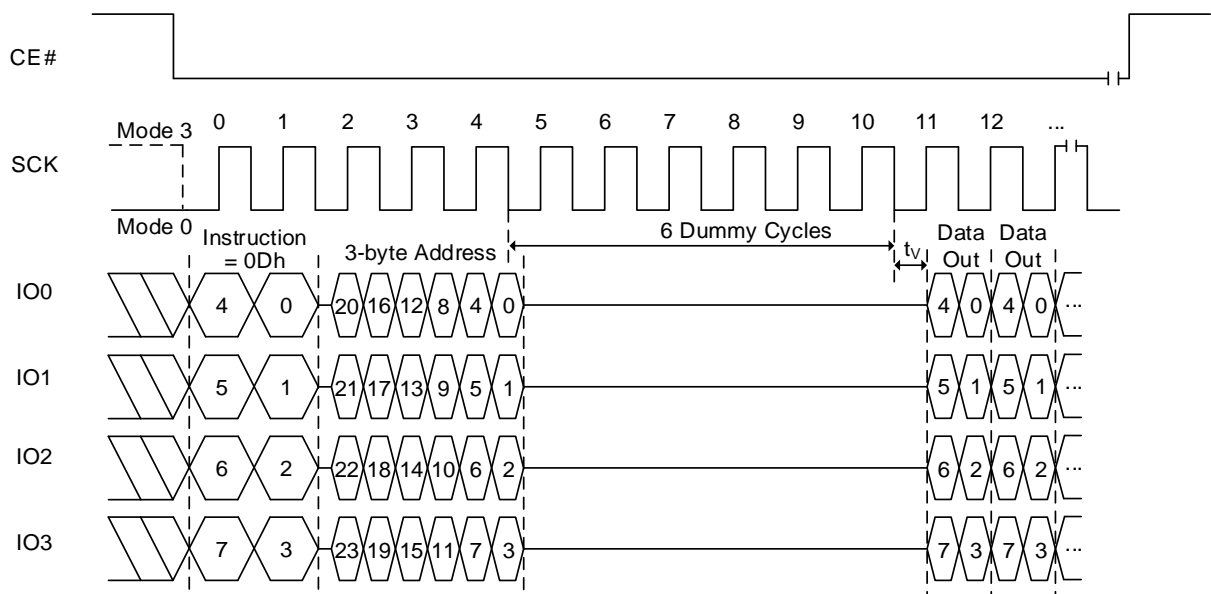 CE#
Mode 3 0 1 2 3 4 5 6 7 8 9 10 11 12 ...
SCK
Mode 0
Instruction = 0Dh
3-byte Address
6 Dummy Cycles
tV
Data Out
Data Out
IO0 4 0 20 16 12 8 4 0 4 0 4 0 ...
IO1 5 1 21 17 13 9 5 1 5 1 5 1 ...
IO2 6 2 22 18 14 10 6 2 6 2 6 2 ...
IO3 7 3 23 19 15 11 7 3 7 3 7 3 ...